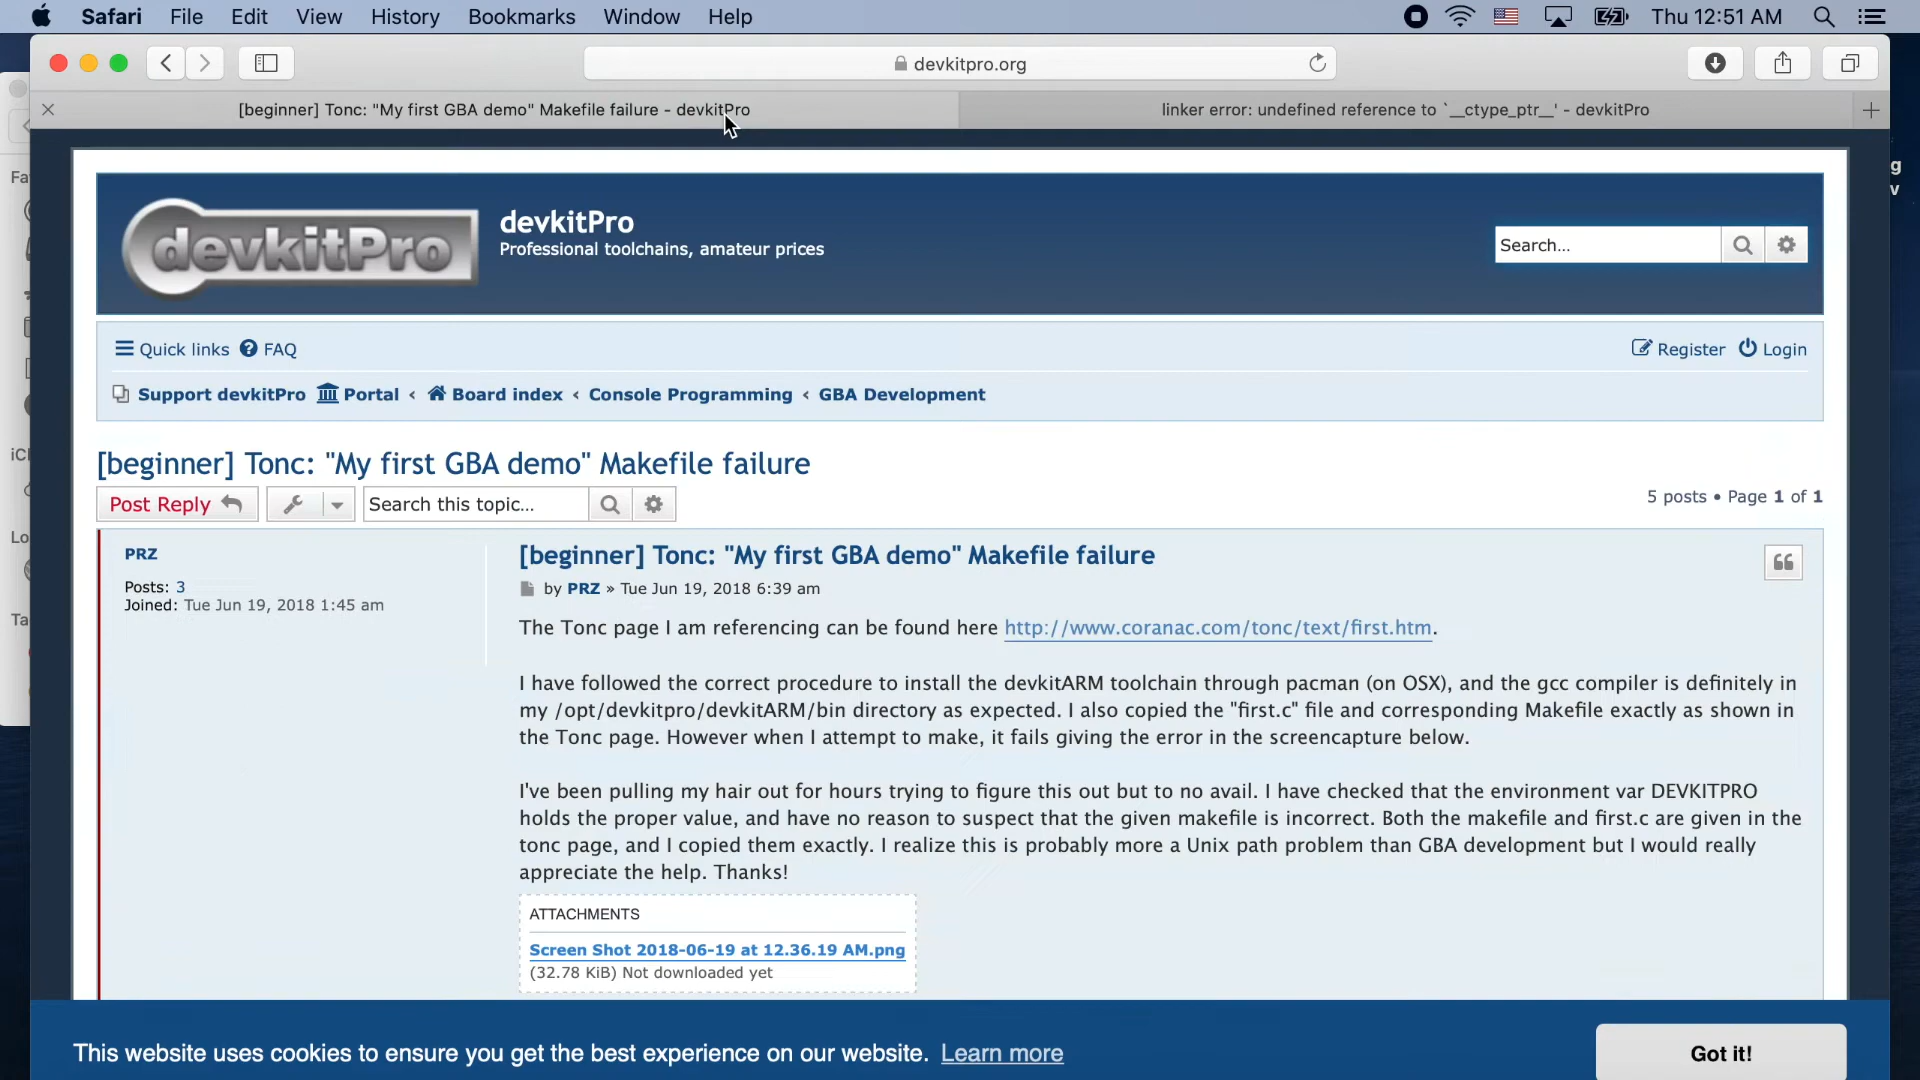 Safari File Edit View History Bookmarks Window Help Thu 12:51 AM
devkitpro.org
[beginner] Tonc: "My first GBA demo" Makefile failure - devkitPro
linker error: undefined reference to `__ctype_ptr__' - devkitPro
Fa
g
v
iCl
Lo
Ta
devkitPro
devkitPro
Professional toolchains, amateur prices
Search...
Quick links FAQ
Register Login
Support devkitPro Portal ‹ Board index ‹ Console Programming ‹ GBA Development
[beginner] Tonc: "My first GBA demo" Makefile failure
Post Reply Search this topic...
5 posts • Page 1 of 1
PRZ
Posts: 3
Joined: Tue Jun 19, 2018 1:45 am
[beginner] Tonc: "My first GBA demo" Makefile failure
by PRZ » Tue Jun 19, 2018 6:39 am
The Tonc page I am referencing can be found here http://www.coranac.com/tonc/text/first.htm.
I have followed the correct procedure to install the devkitARM toolchain through pacman (on OSX), and the gcc compiler is definitely in
my /opt/devkitpro/devkitARM/bin directory as expected. I also copied the "first.c" file and corresponding Makefile exactly as shown in
the Tonc page. However when I attempt to make, it fails giving the error in the screencapture below.
I've been pulling my hair out for hours trying to figure this out but to no avail. I have checked that the environment var DEVKITPRO
holds the proper value, and have no reason to suspect that the given makefile is incorrect. Both the makefile and first.c are given in the
tonc page, and I copied them exactly. I realize this is probably more a Unix path problem than GBA development but I would really
appreciate the help. Thanks!
ATTACHMENTS
Screen Shot 2018-06-19 at 12.36.19 AM.png
(32.78 KiB) Not downloaded yet
This website uses cookies to ensure you get the best experience on our website. Learn more
Got it!